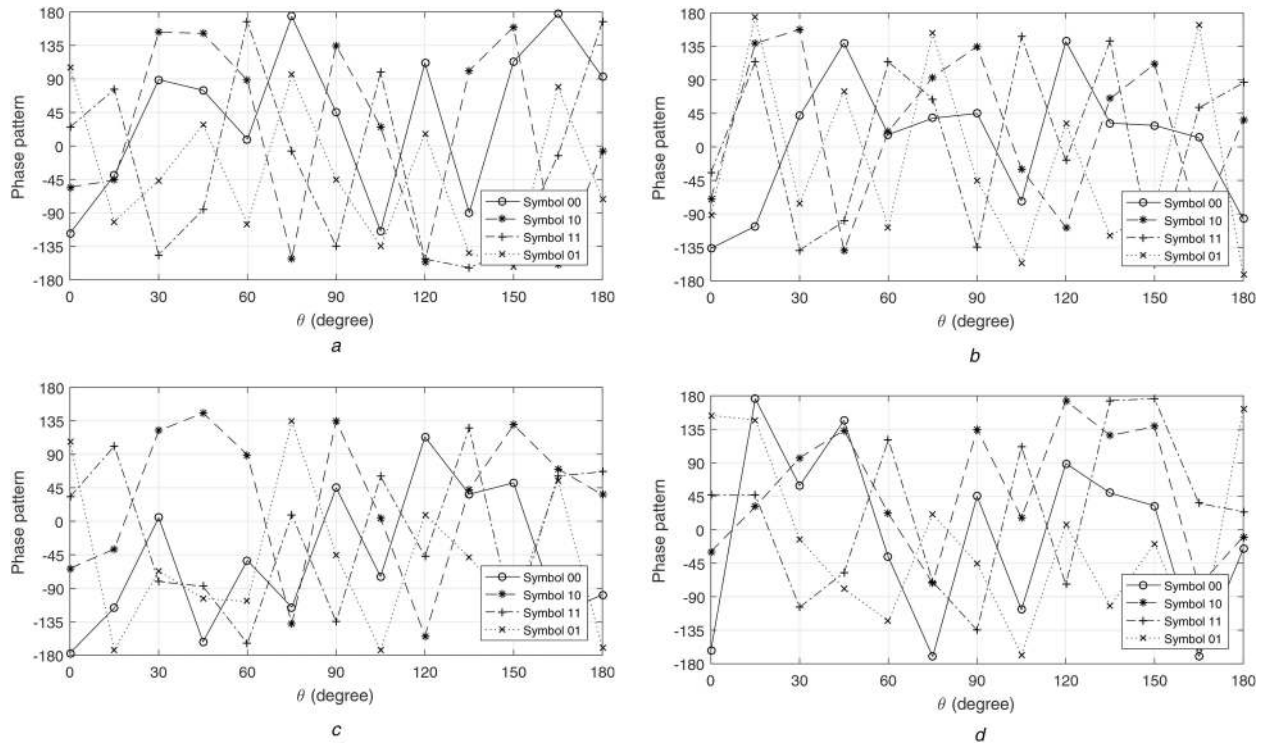 180
135
90
45
0
-45
-90
-135
-180
Phase pattern
Symbol 00
Symbol 10
Symbol 11
Symbol 01
0 30 60 90 120 150 180
θ (degree)
a
180
135
90
45
0
-45
-90
-135
-180
Phase pattern
Symbol 00
Symbol 10
Symbol 11
Symbol 01
0 30 60 90 120 150 180
θ (degree)
b
180
135
90
45
0
-45
-90
-135
-180
Phase pattern
Symbol 00
Symbol 10
Symbol 11
Symbol 01
0 30 60 90 120 150 180
θ (degree)
c
180
135
90
45
0
-45
-90
-135
-180
Phase pattern
Symbol 00
Symbol 10
Symbol 11
Symbol 01
0 30 60 90 120 150 180
θ (degree)
d